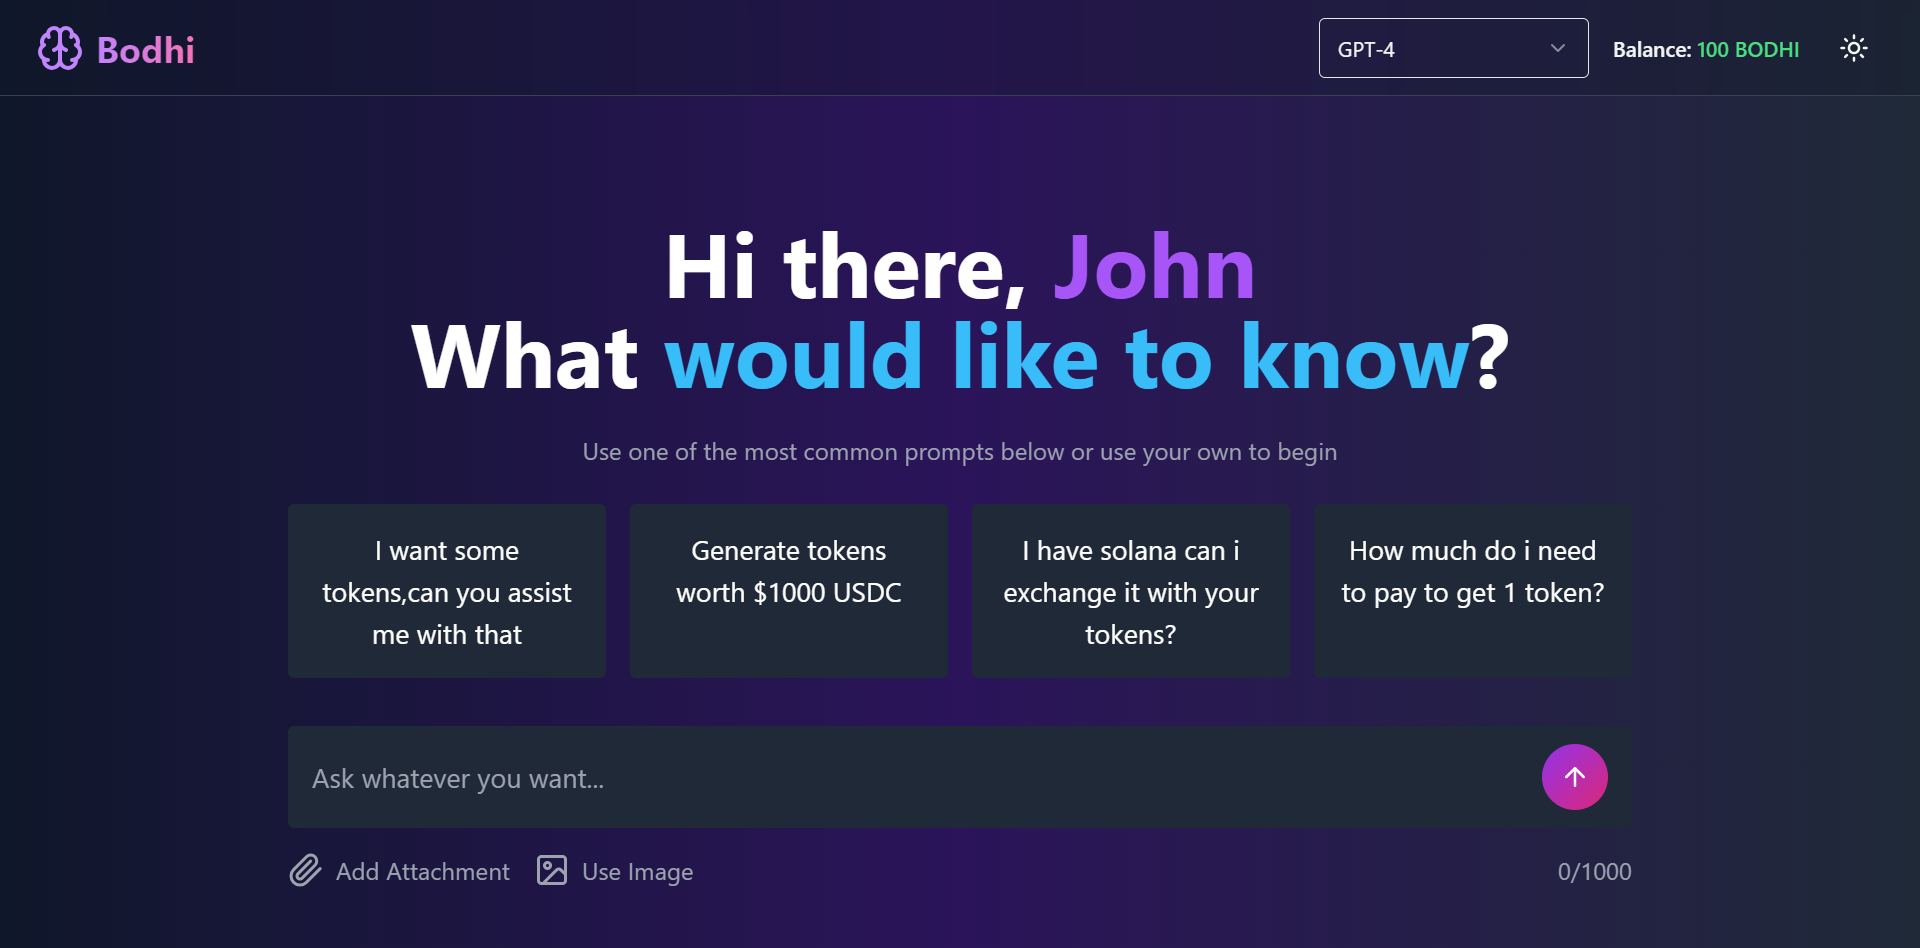 Bodhi
GPT-4
Balance: 100 BODHI
Hi there, John
What would like to know?
Use one of the most common prompts below or use your own to begin
I want some
tokens,can you assist
me with that
Generate tokens
worth $1000 USDC
I have solana can i
exchange it with your
tokens?
How much do i need
to pay to get 1 token?
Ask whatever you want...
Add Attachment
Use Image
0/1000